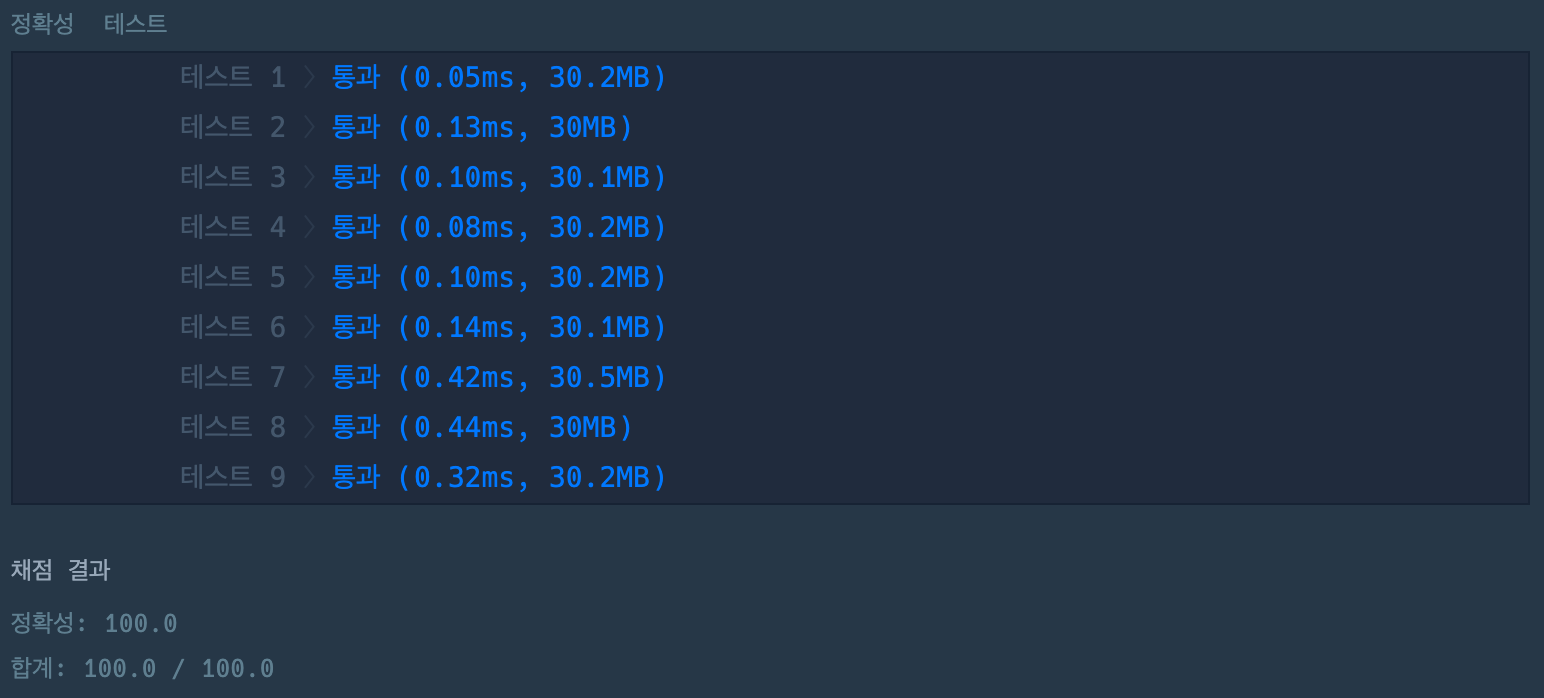 정확성 테스트
테스트 1 〉 통과 (0.05ms, 30.2MB)
테스트 2 〉 통과 (0.13ms, 30MB)
테스트 3 〉 통과 (0.10ms, 30.1MB)
테스트 4 〉 통과 (0.08ms, 30.2MB)
테스트 5 〉 통과 (0.10ms, 30.2MB)
테스트 6 〉 통과 (0.14ms, 30.1MB)
테스트 7 〉 통과 (0.42ms, 30.5MB)
테스트 8 〉 통과 (0.44ms, 30MB)
테스트 9 〉 통과 (0.32ms, 30.2MB)
채점 결과
정확성: 100.0
합계: 100.0 / 100.0